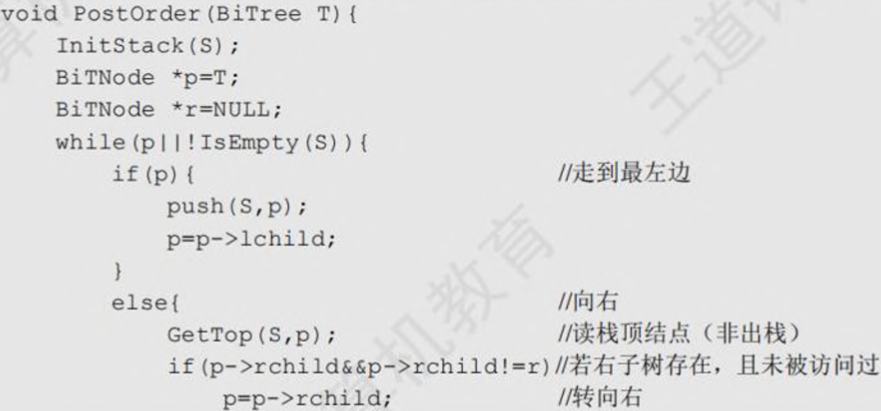 void PostOrder(BiTree T){
    InitStack(S);
    BiTNode *p=T;
    BiTNode *r=NULL;
    while(p||!IsEmpty(S)){
        if(p){                    //走到最左边
            push(S,p);
            p=p->lchild;
        }
        else{                     //向右
            GetTop(S,p);          //读栈顶结点（非出栈）
            if(p->rchild&&p->rchild!=r)//若右子树存在，且未被访问过
                p=p->rchild;      //转向右